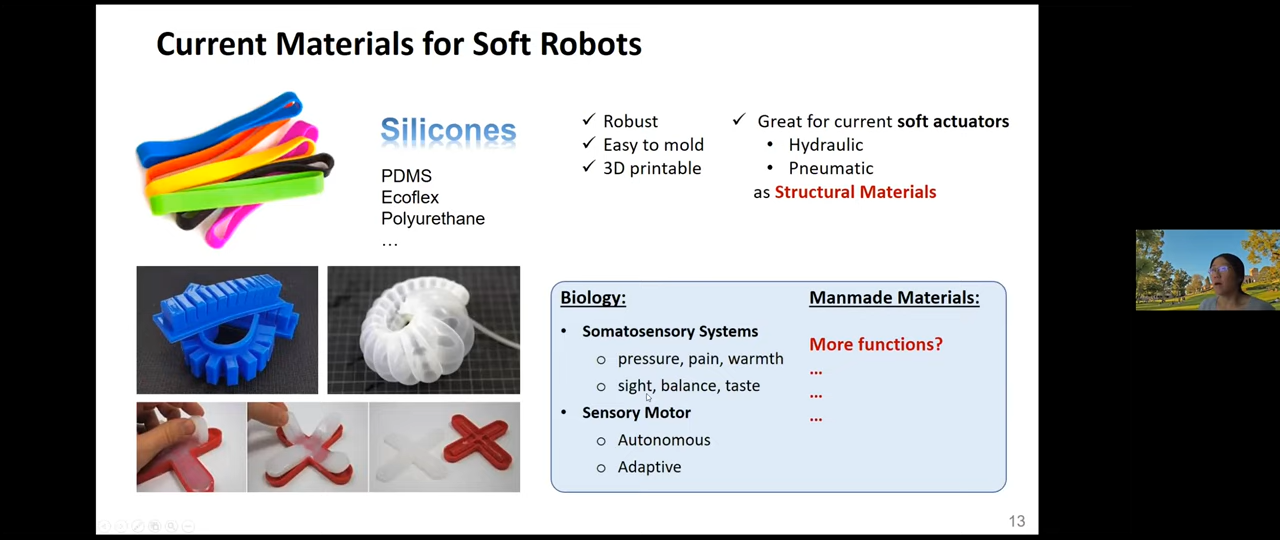 Current Materials for Soft Robots
Silicones
PDMS
Ecoflex
Polyurethane
…
✓ Robust
✓ Easy to mold
✓ 3D printable
✓ Great for current soft actuators
• Hydraulic
• Pneumatic
as Structural Materials
Biology:
• Somatosensory Systems
o pressure, pain, warmth
o sight, balance, taste
• Sensory Motor
o Autonomous
o Adaptive
Manmade Materials:
More functions?
…
…
…
13